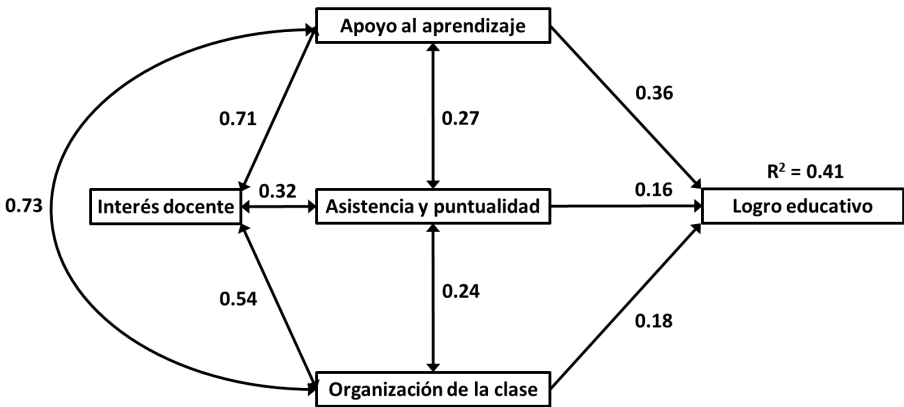 Apoyo al aprendizaje
0.36
0.71
0.27
R² = 0.41
0.73
Interés docente
0.32
Asistencia y puntualidad
0.16
Logro educativo
0.54
0.24
0.18
Organización de la clase